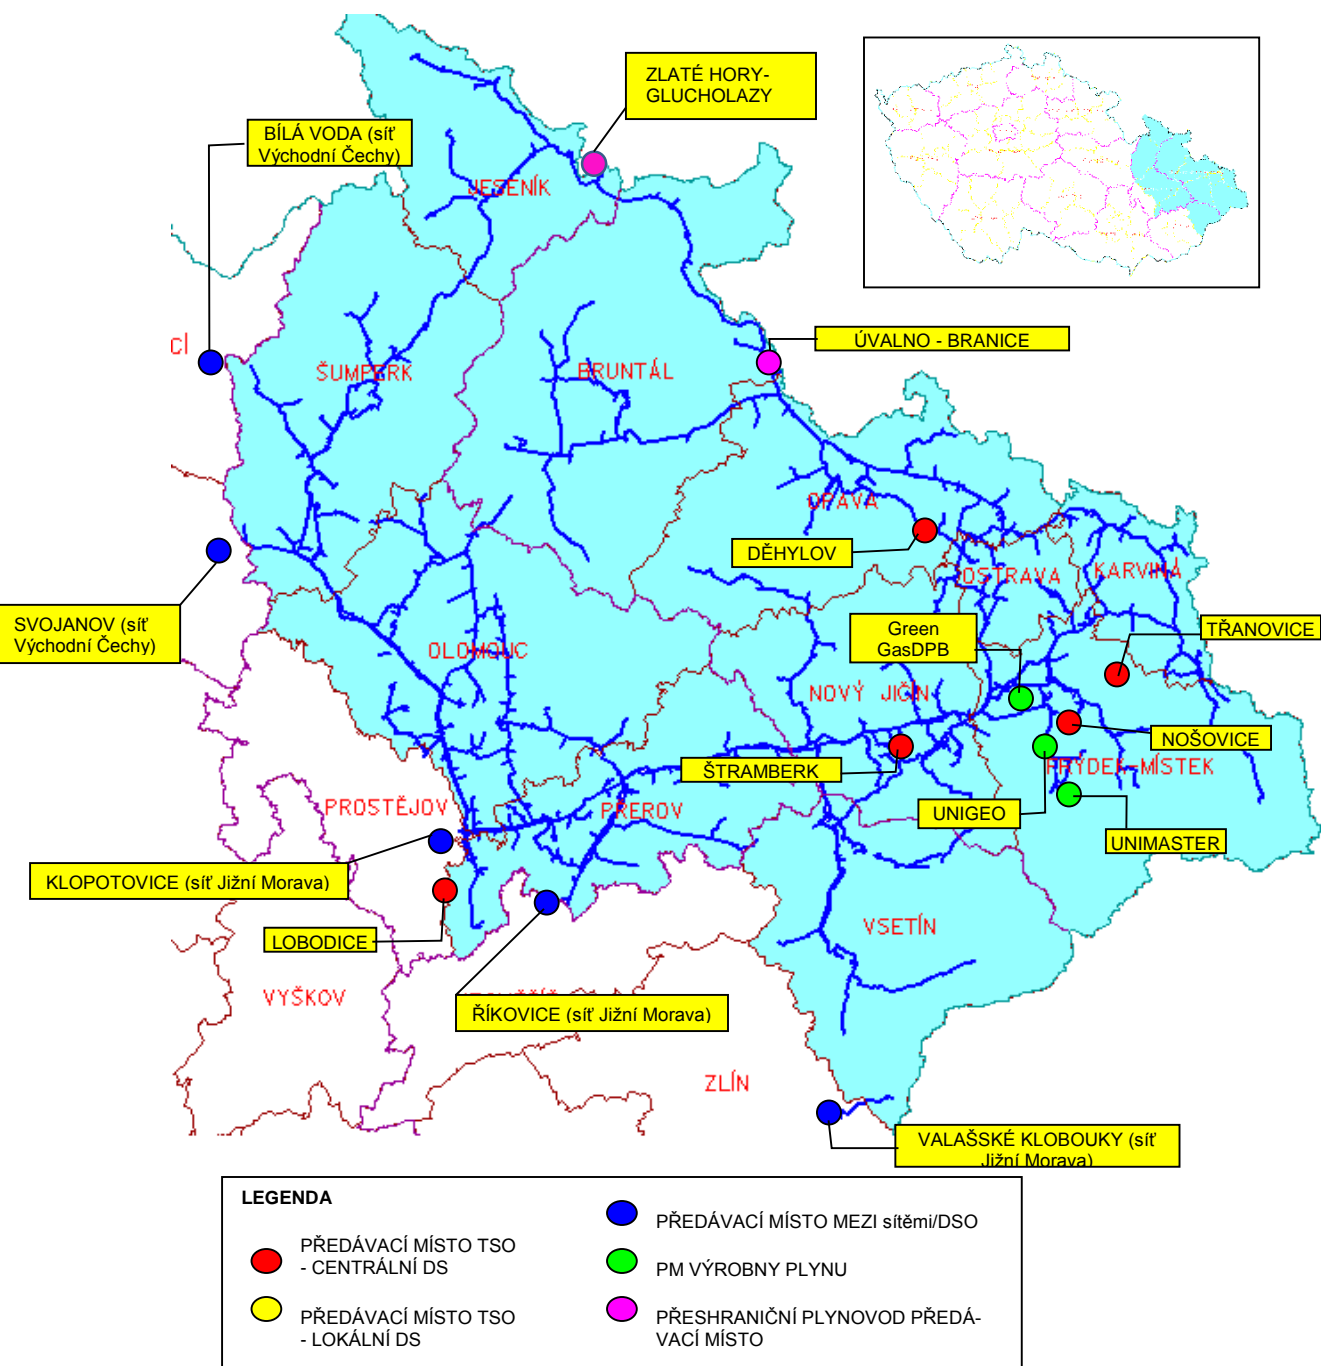 ZLATÉ HORY-
GLUCHOLAZY
BÍLÁ VODA (síť
Východní Čechy)
JESENÍK
ÚVALNO - BRANICE
ŠUMPERK
BRUNTÁL
OPAVA
DĚHYLOV
OSTRAVA
KARVINÁ
SVOJANOV (síť
Východní Čechy)
Green
GasDPB
TŘANOVICE
OLOMOUC
NOVÝ JIČÍN
NOŠOVICE
ŠTRAMBERK
FRÝDEK-MÍSTEK
PROSTĚJOV
PŘEROV
UNIGEO
UNIMASTER
KLOPOTOVICE (síť Jižní Morava)
LOBODICE
VSETÍN
VYŠKOV
ŘÍKOVICE (síť Jižní Morava)
ZLÍN
VALAŠSKÉ KLOBOUKY (síť
Jižní Morava)
LEGENDA
PŘEDÁVACÍ MÍSTO TSO
- CENTRÁLNÍ DS
PŘEDÁVACÍ MÍSTO TSO
- LOKÁLNÍ DS
PŘEDÁVACÍ MÍSTO MEZI sítěmi/DSO
PM VÝROBNY PLYNU
PŘESHRANIČNÍ PLYNOVOD PŘEDÁ-
VACÍ MÍSTO